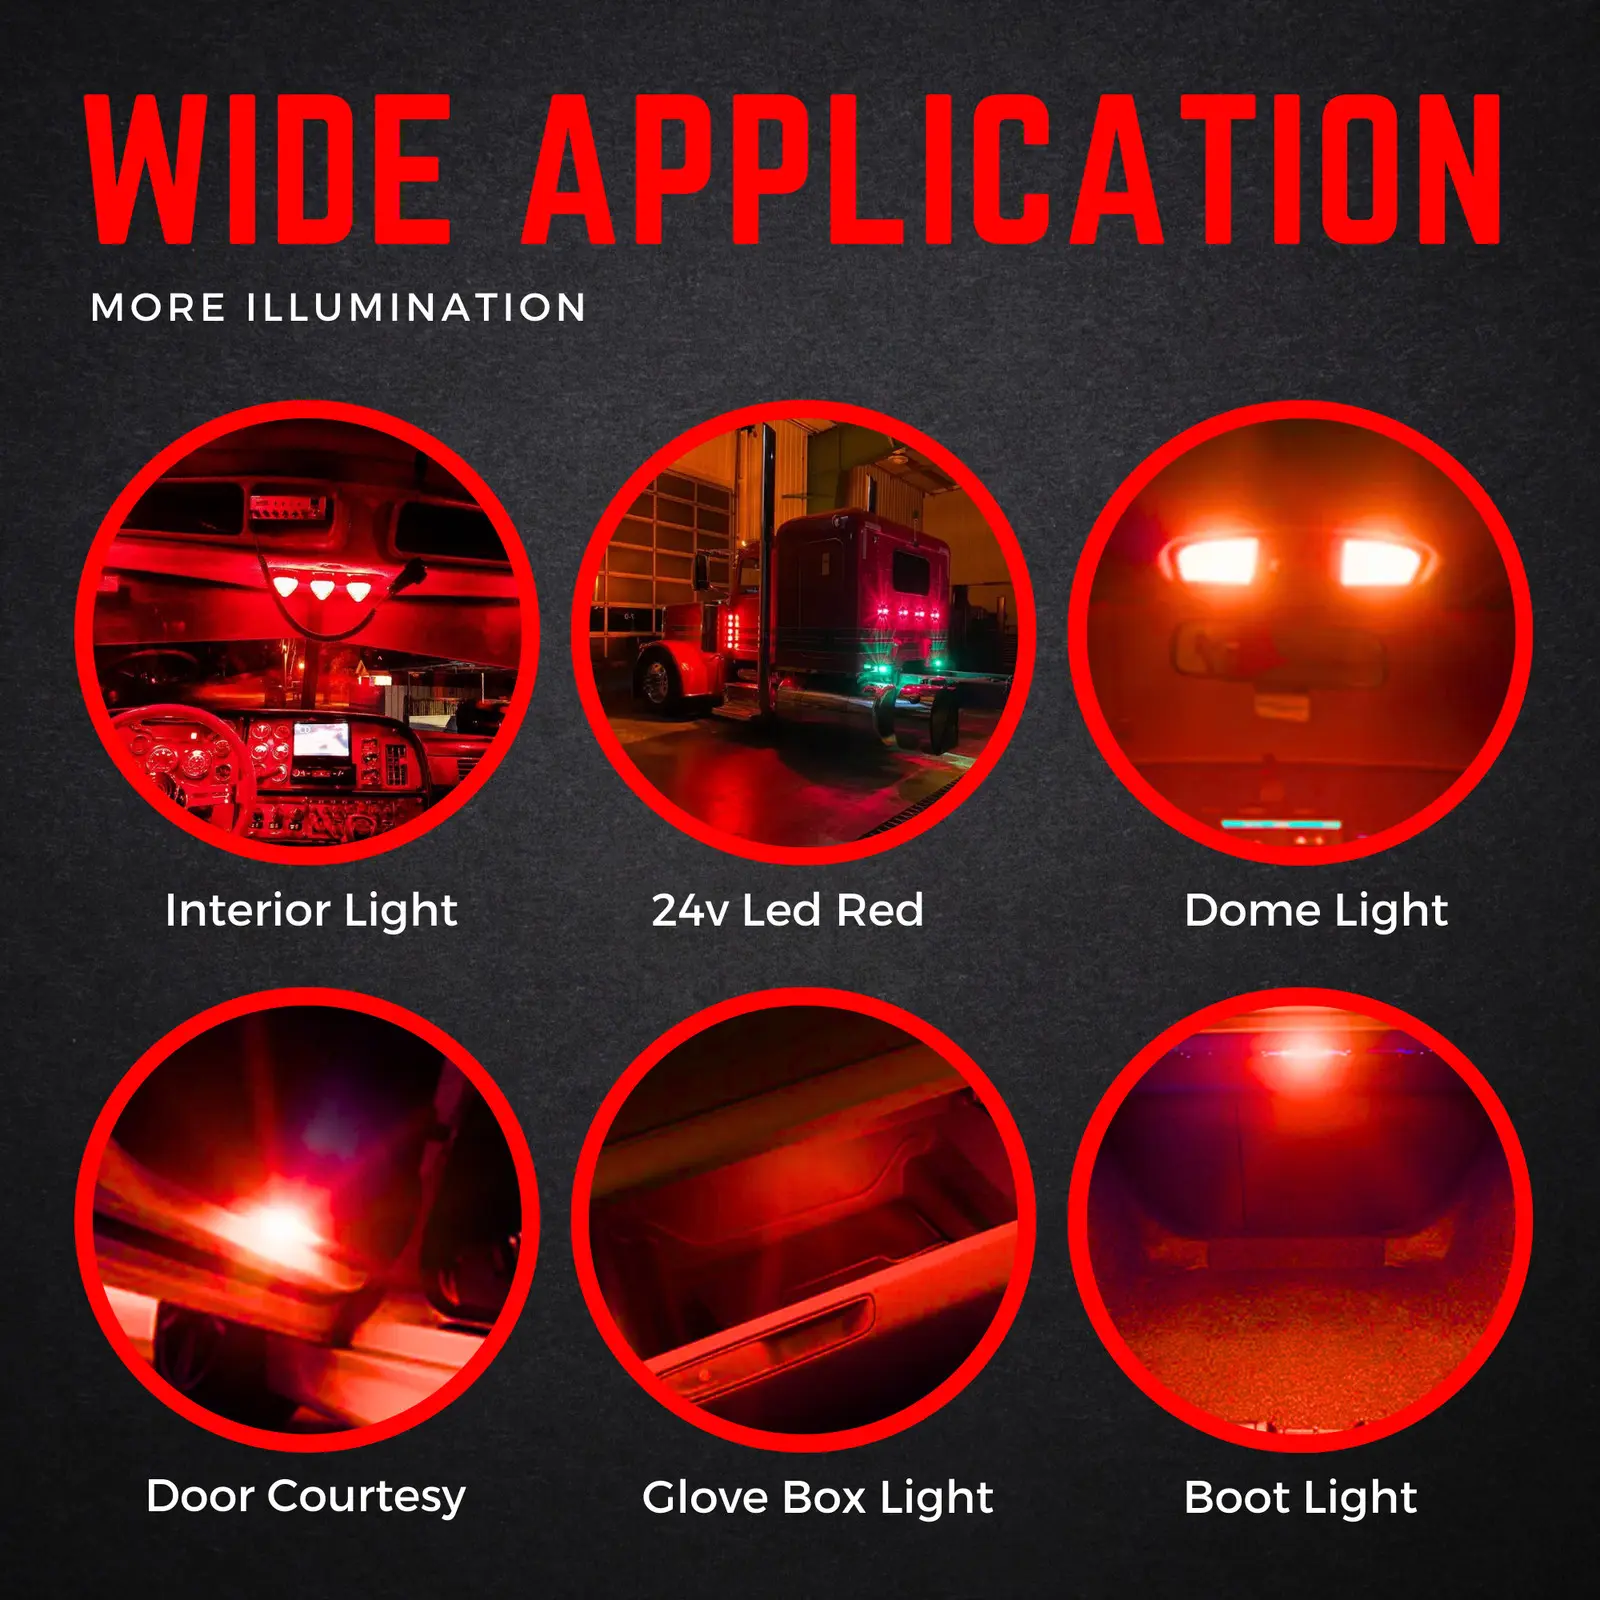 WIDE APPLICATION
MORE ILLUMINATION
Interior Light
24v Led Red
Dome Light
Door Courtesy
Glove Box Light
Boot Light